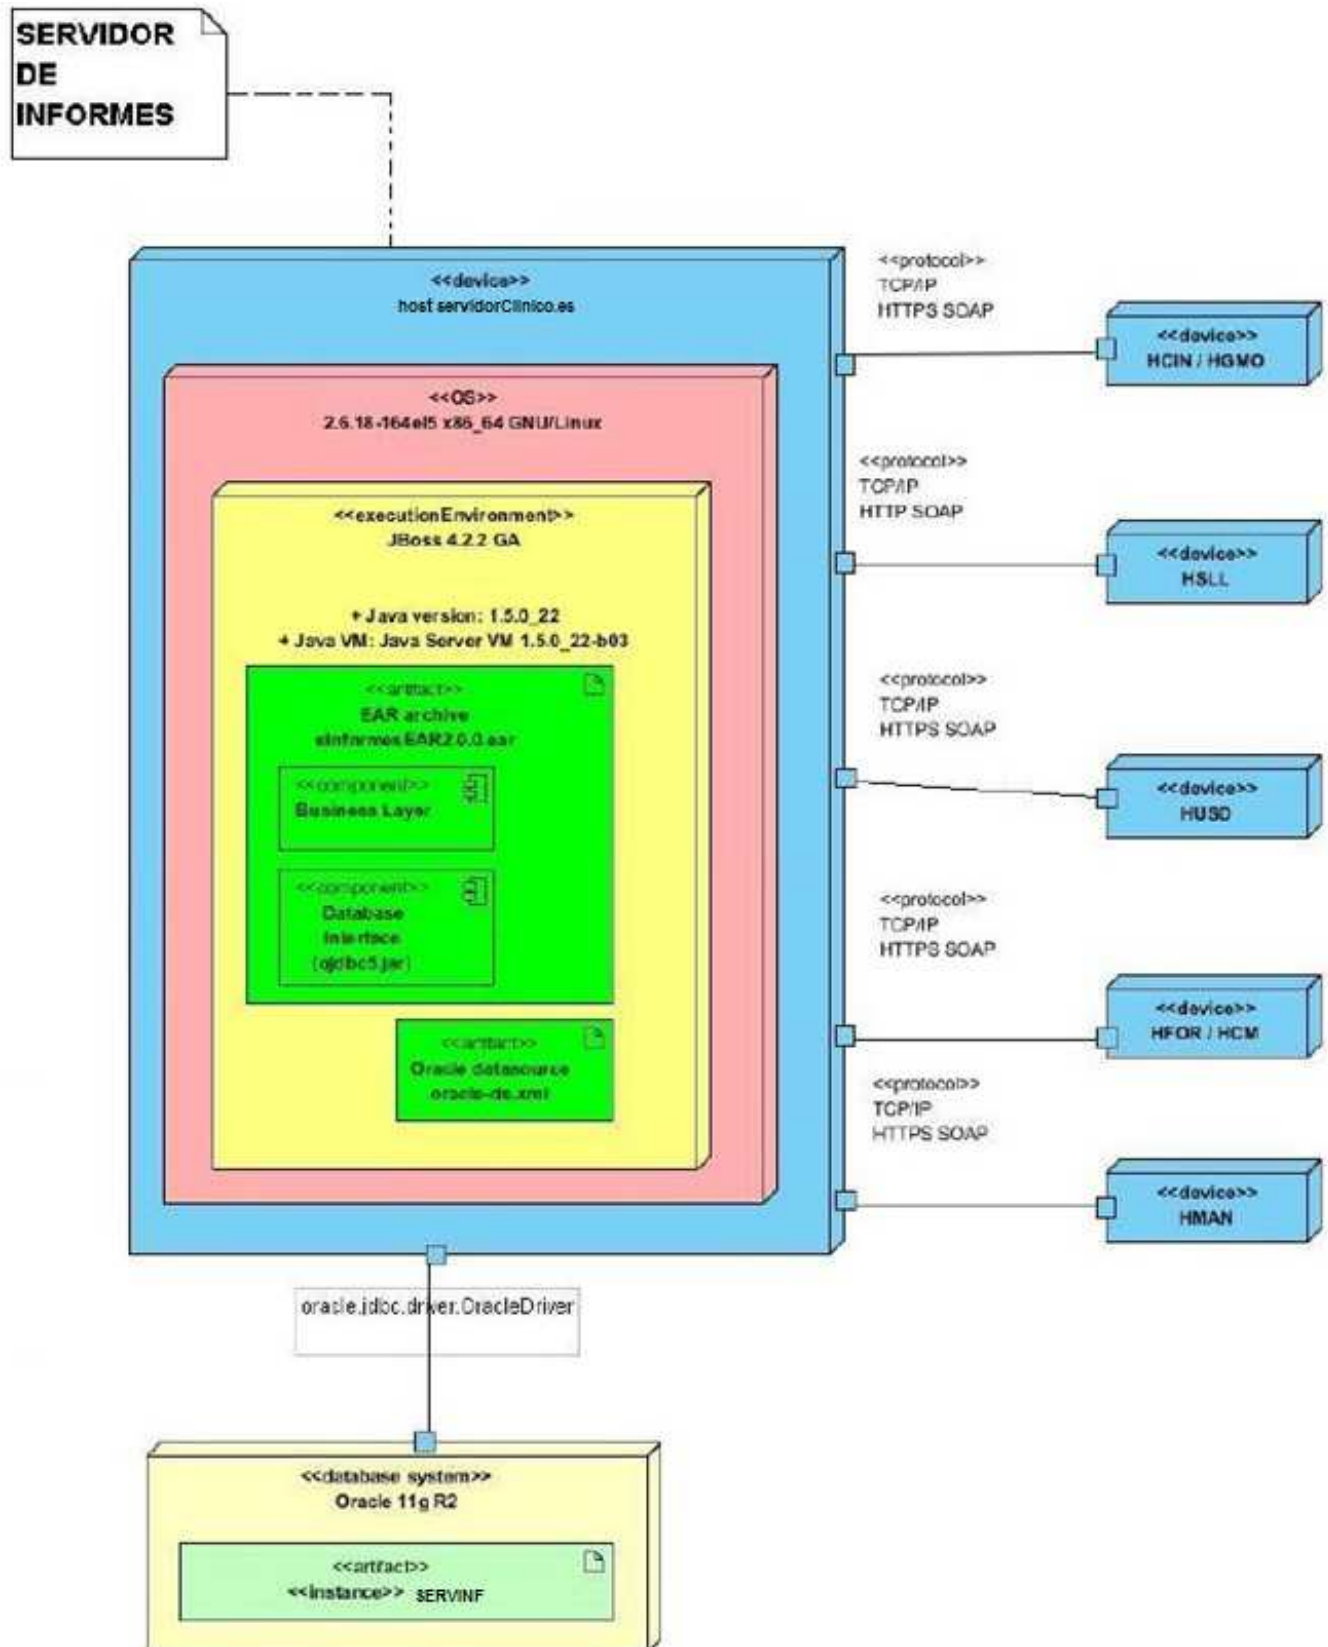 SERVIDOR
DE
INFORMES
<<device>>
host servidorClinico.es
<<OS>>
2.6.18-164el5 x86_64 GNU/Linux
<<executionEnvironment>>
JBoss 4.2.2 GA
+ Java version: 1.5.0_22
+ Java VM: Java Server VM 1.5.0_22-b03
<<artifact>>
EAR archive
eInformesEAR2.0.0.ear
<<component>>
Business Layer
<<component>>
Database
Interface
(ojdbc5.jar)
<<artifact>>
Oracle datasource
oracle-ds.xml
<<protocol>>
TCP/IP
HTTPS SOAP
<<device>>
HCIN / HGMO
<<protocol>>
TCP/IP
HTTP SOAP
<<device>>
HSLL
<<protocol>>
TCP/IP
HTTPS SOAP
<<device>>
HUSO
<<protocol>>
TCP/IP
HTTPS SOAP
<<device>>
HFOR / HCM
<<protocol>>
TCP/IP
HTTPS SOAP
<<device>>
HMAN
oracle.jdbc.driver.OracleDriver
<<database system>>
Oracle 11g R2
<<artifact>>
<<instance>> SERVINF